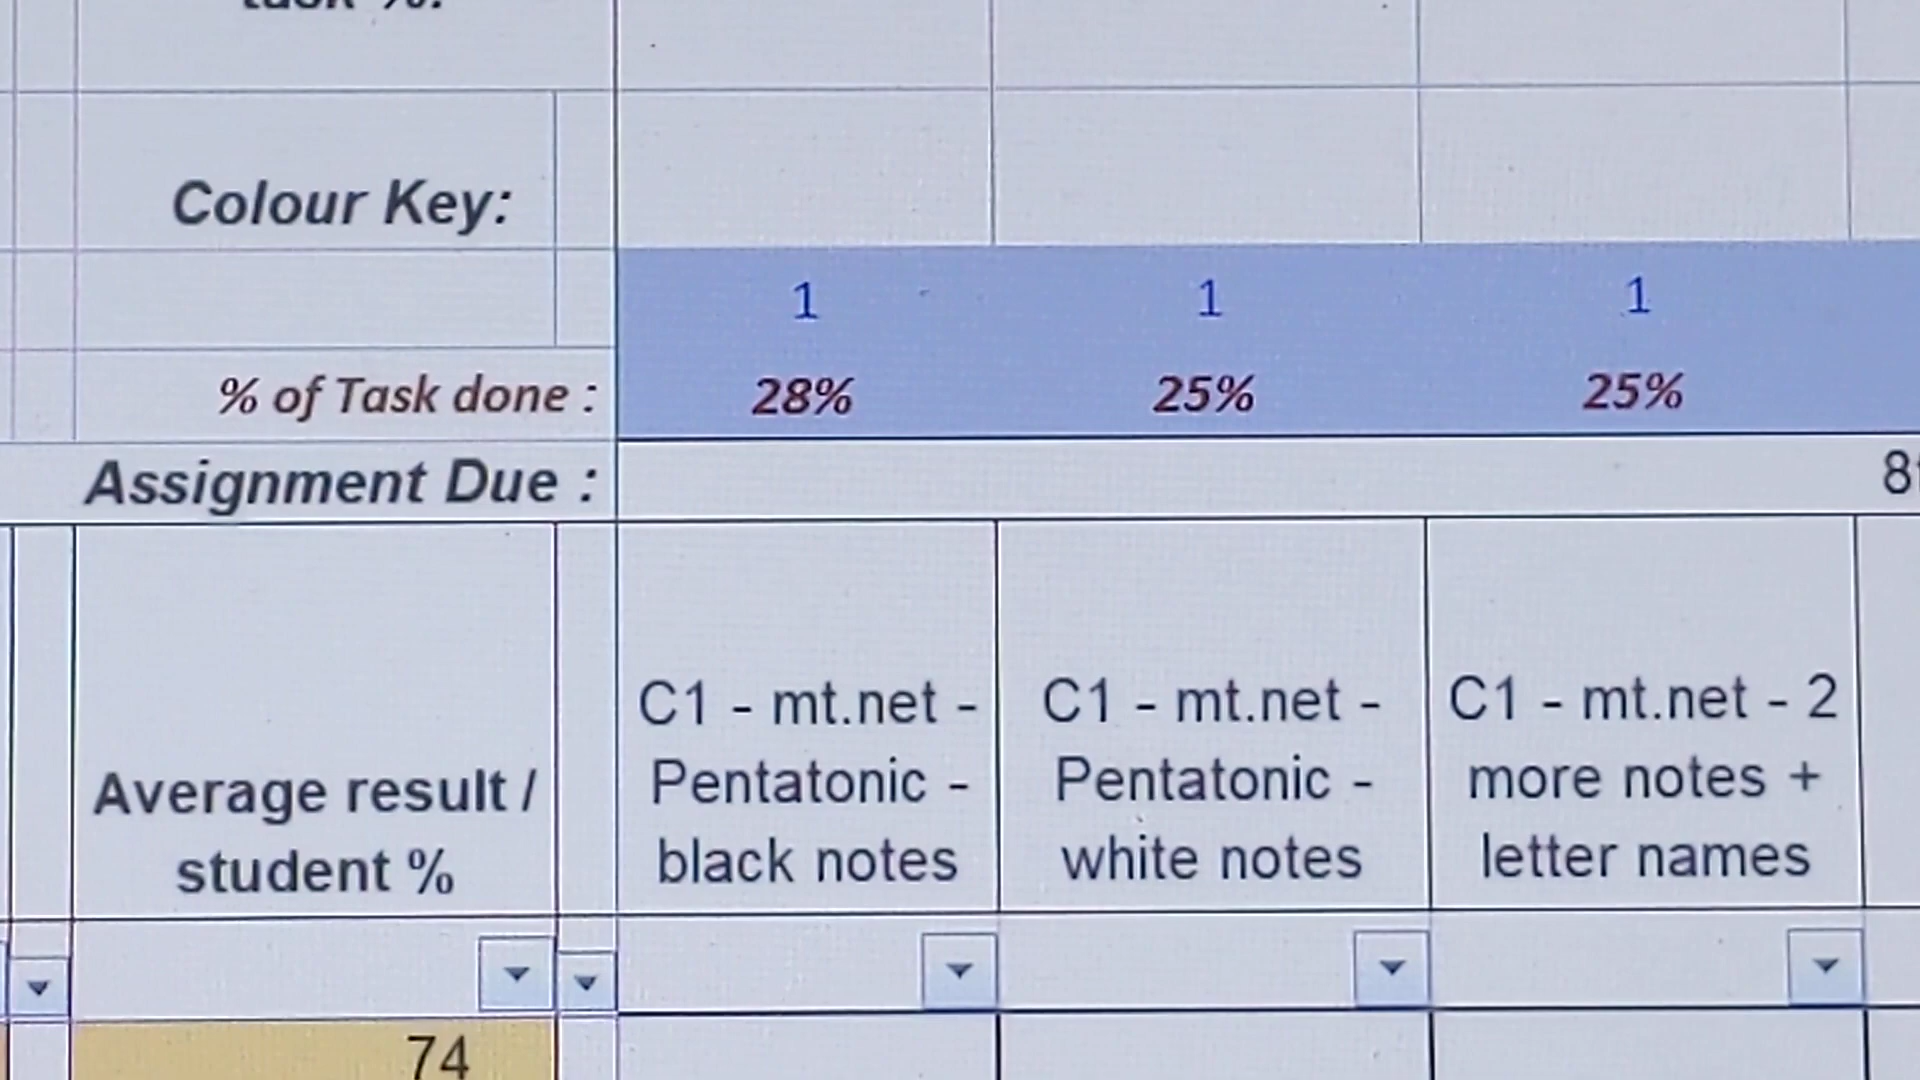 task %:
Colour Key:
1 1 1
% of Task done : 28% 25% 25%
Assignment Due :
C1 - mt.net - C1 - mt.net - C1 - mt.net - 2
Pentatonic - Pentatonic - more notes +
Average result / black notes white notes letter names
student %
74